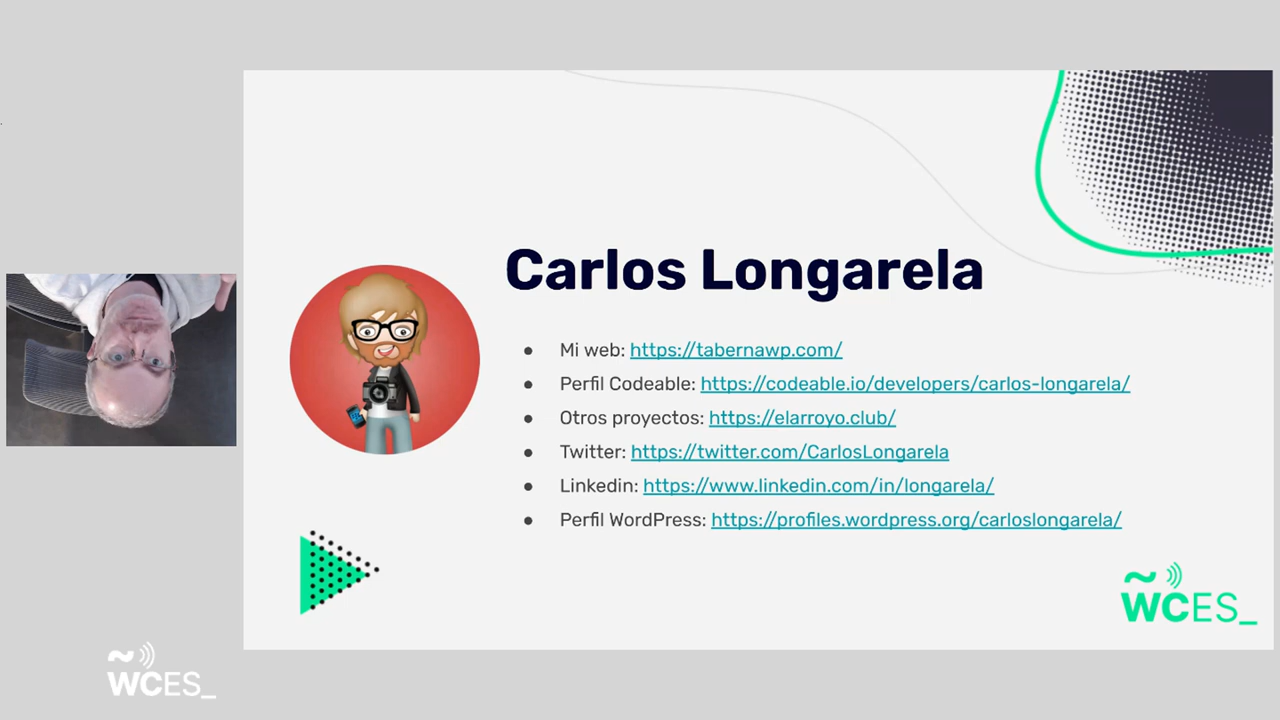 Carlos Longarela
Mi web: https://tabernawp.com/
Perfil Codeable: https://codeable.io/developers/carlos-longarela/
Otros proyectos: https://elarroyo.club/
Twitter: https://twitter.com/CarlosLongarela
Linkedin: https://www.linkedin.com/in/longarela/
Perfil WordPress: https://profiles.wordpress.org/carloslongarela/
~
WCES_
~
WCES_